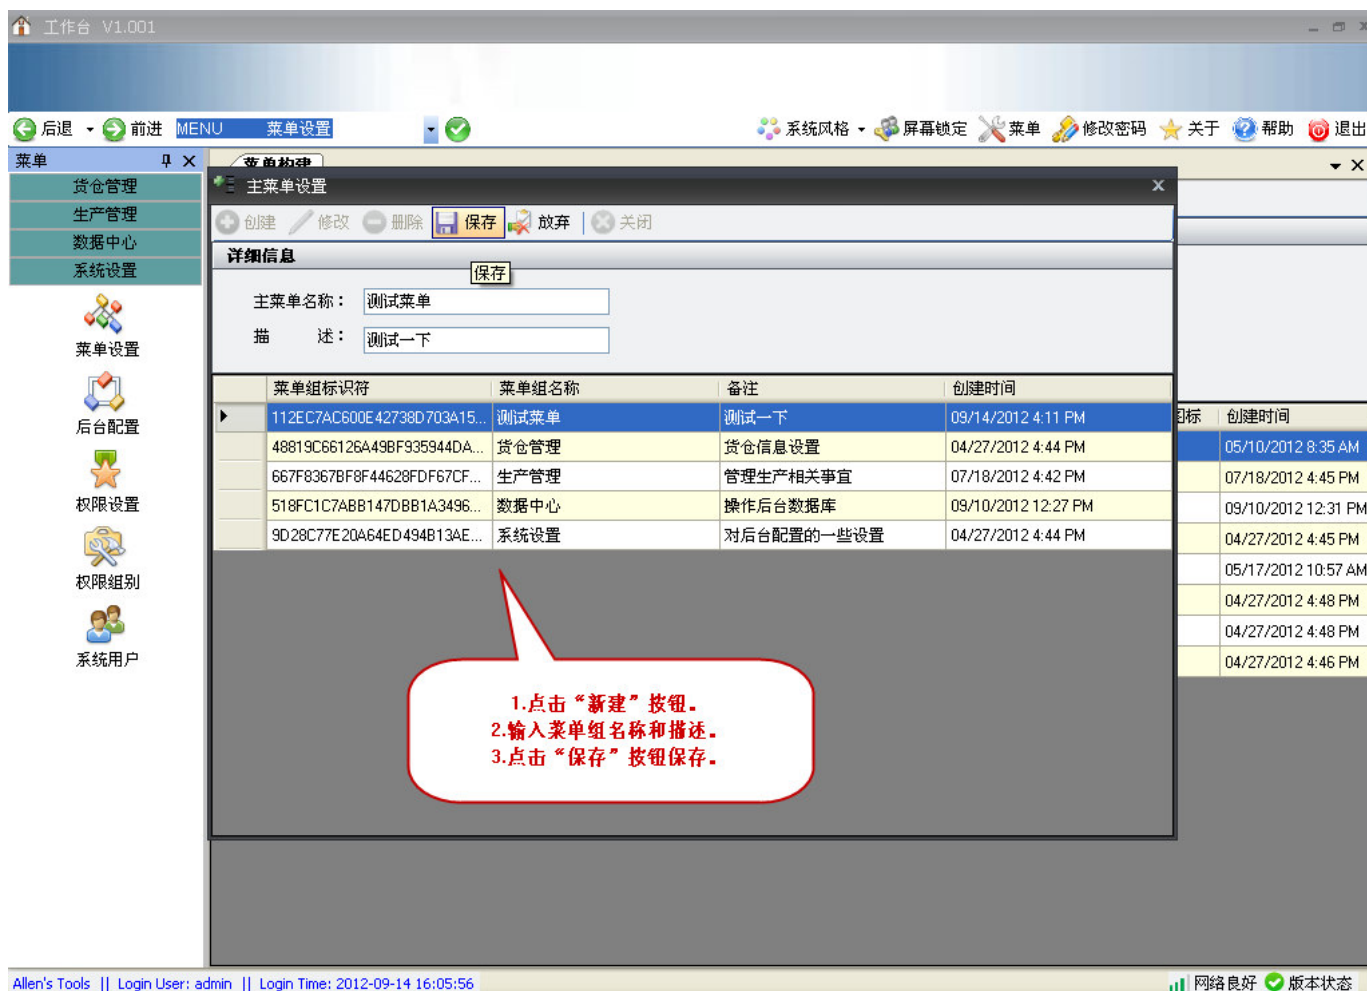 工作台 V1.001
后退 前进 MENU 菜单设置 系统风格 屏幕锁定 菜单 修改密码 关于 帮助 退出
菜单
货仓管理
生产管理
数据中心
系统设置
菜单设置
后台配置
权限设置
权限组别
系统用户
菜单构建
主菜单设置
创建 修改 删除 保存 放弃 关闭
详细信息
保存
主菜单名称： 测试菜单
描 述： 测试一下
菜单组标识符 菜单组名称 备注 创建时间
112EC7AC600E42738D703A15... 测试菜单 测试一下 09/14/2012 4:11 PM
48819C66126A49BF935944DA... 货仓管理 货仓信息设置 04/27/2012 4:44 PM
667F8367BF8F44628FDF67CF... 生产管理 管理生产相关事宜 07/18/2012 4:42 PM
518FC1C7ABB147DBB1A3496... 数据中心 操作后台数据库 09/10/2012 12:27 PM
9D28C77E20A64ED494B13AE... 系统设置 对后台配置的一些设置 04/27/2012 4:44 PM
图标 创建时间
05/10/2012 8:35 AM
07/18/2012 4:45 PM
09/10/2012 12:31 PM
04/27/2012 4:45 PM
05/17/2012 10:57 AM
04/27/2012 4:48 PM
04/27/2012 4:48 PM
04/27/2012 4:46 PM
1.点击“新建”按钮。
2.输入菜单组名称和描述。
3.点击“保存”按钮保存。
Allen's Tools || Login User: admin || Login Time: 2012-09-14 16:05:56 网络良好 版本状态